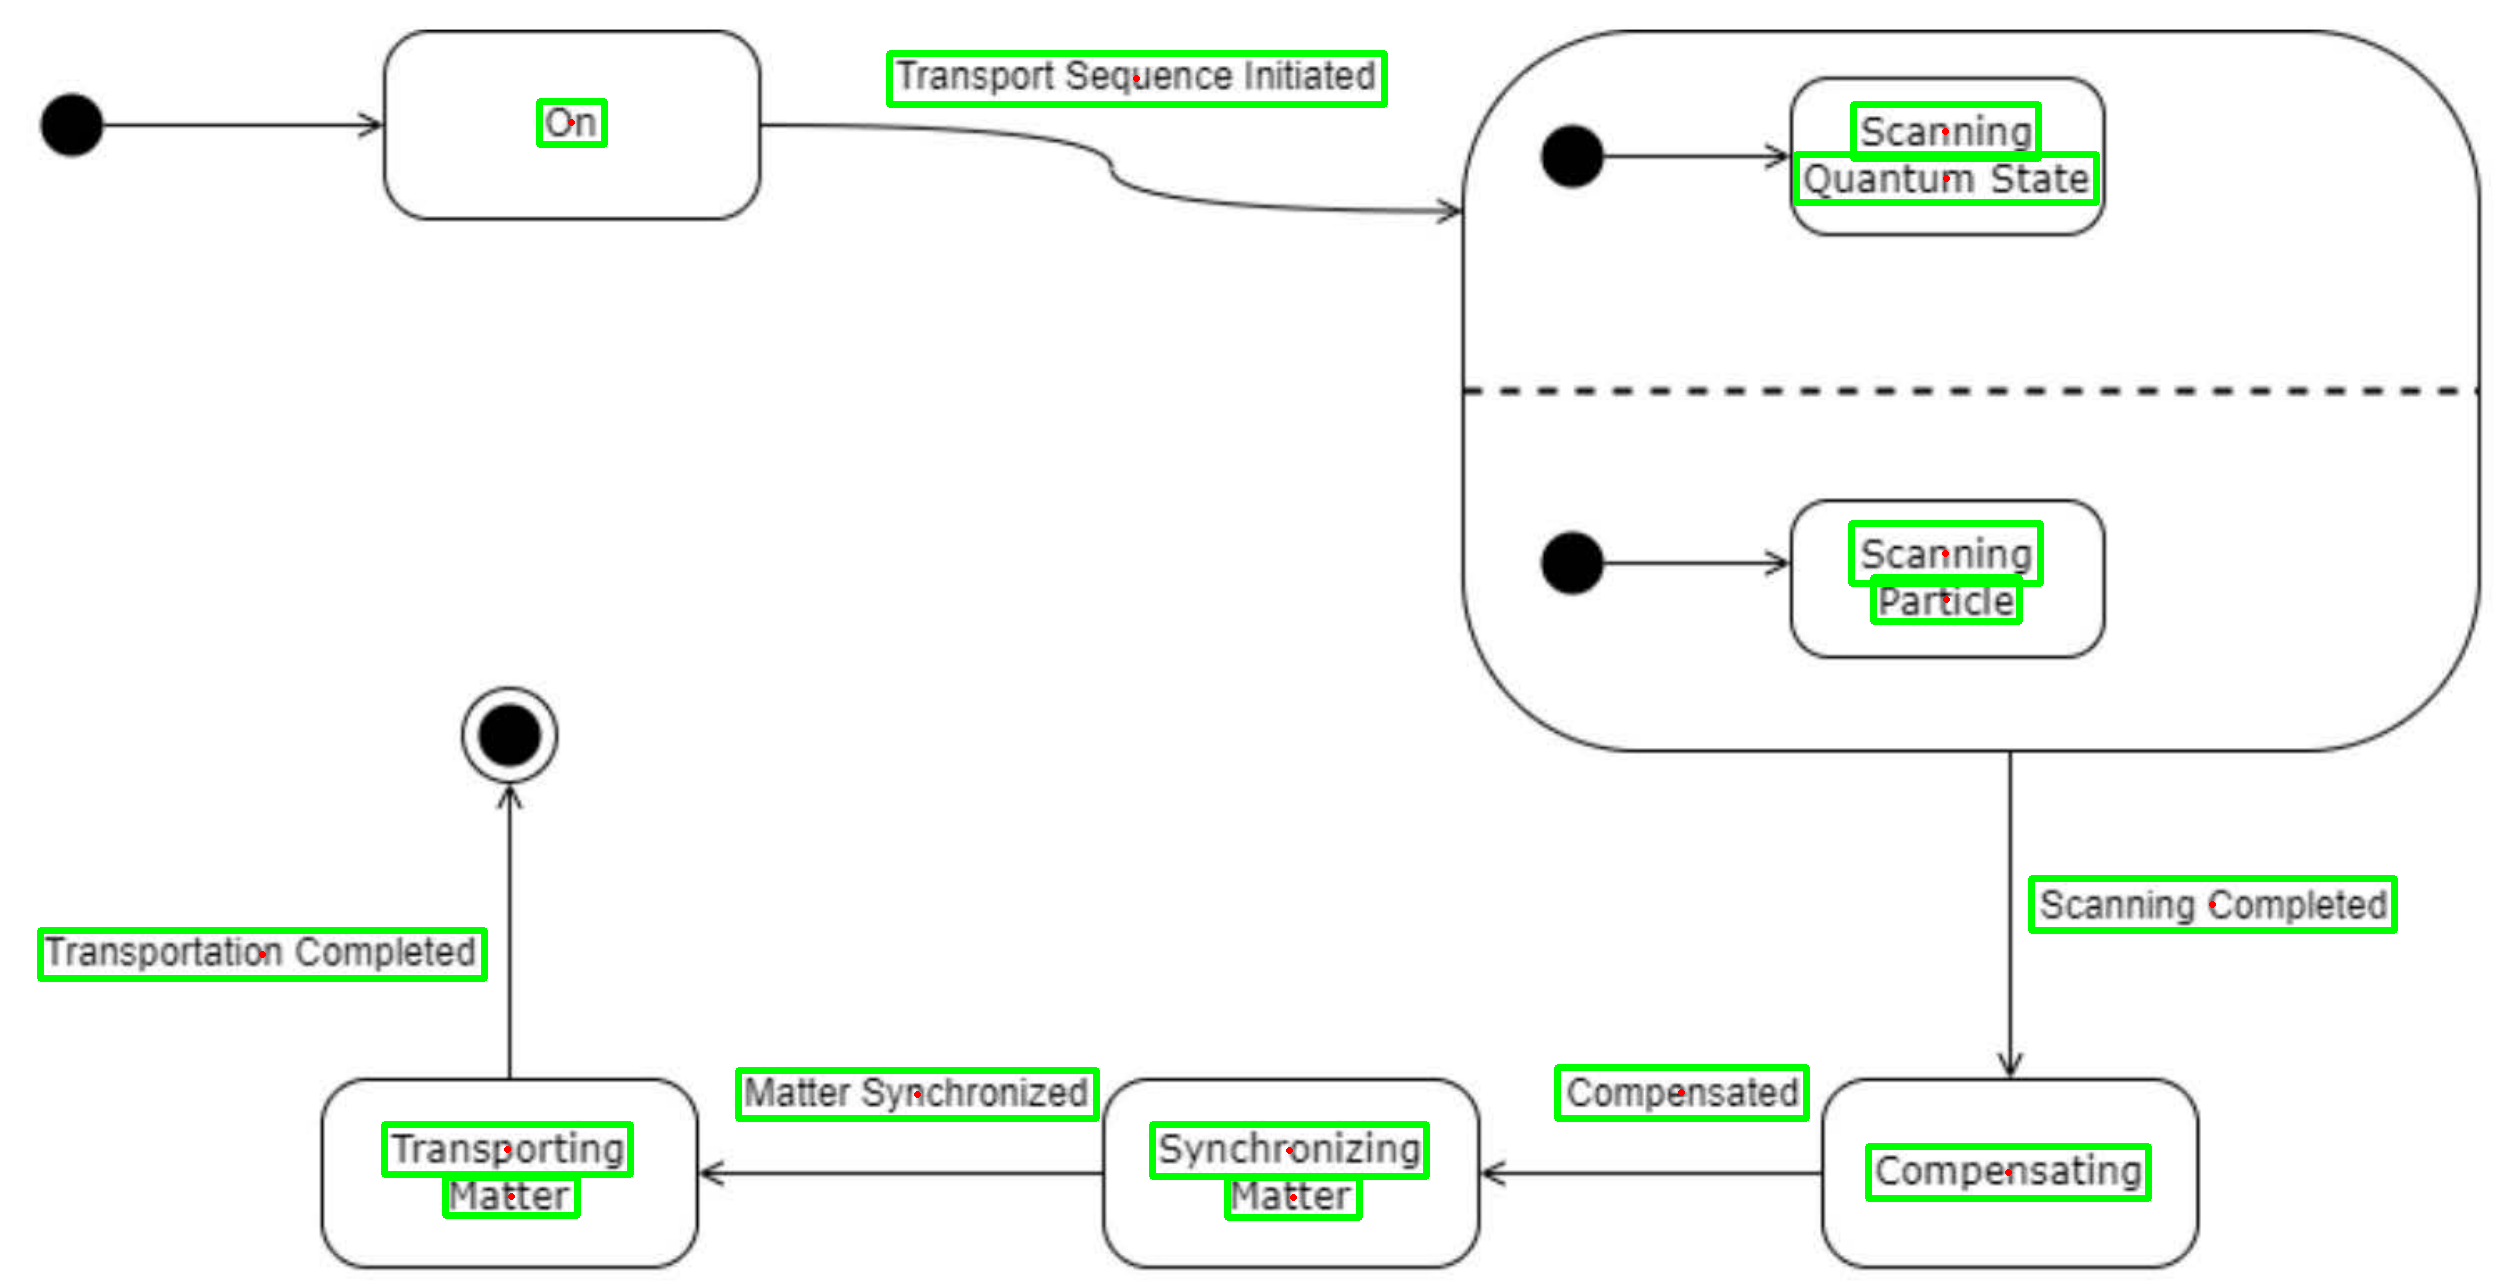 On
Transport Sequence Initiated
Scanning
Quantum State
Scanning
Particle
Scanning Completed
Transportation Completed
Transporting
Matter
Matter Synchronized
Synchronizing
Matter
Compensated
Compensating